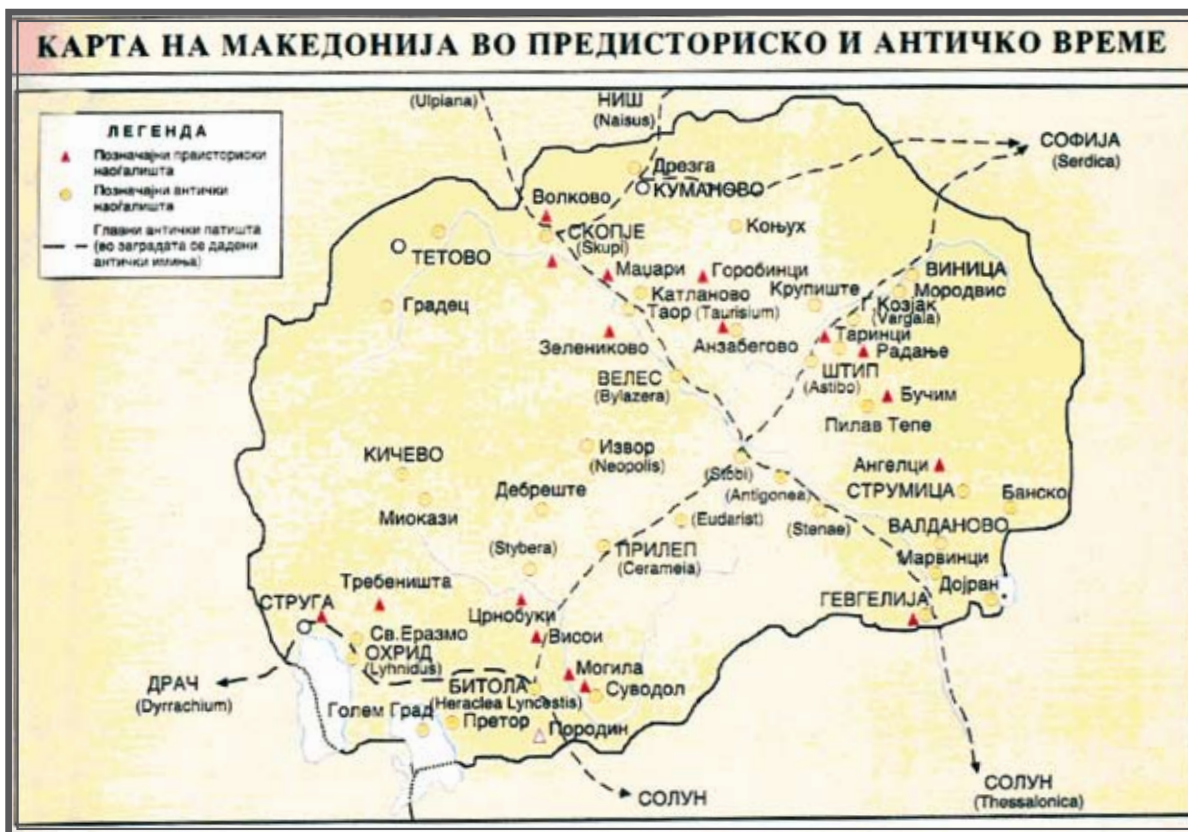 КАРТА НА МАКЕДОНИЈА ВО ПРЕДИСТОРИСКО И АНТИЧКО ВРЕМЕ
ЛЕГЕНДА
Позначајни праисториски
наоѓалишта
Позначајни антички
наоѓалишта
Главни антички патишта
(во заградата се дадени
антички имиња)
(Ulpiana)
НИШ
(Naisus)
СОФИЈА
(Serdica)
Дрезга
КУМАНОВО
Волково
СКОПЈЕ
(Skupi)
Коњух
ТЕТОВО
Маџари
Горобинци
ВИНИЦА
Мородвис
Градец
Катланово
Крупиште
Г.Козјак
(Vargala)
Таор (Taurisium)
Зелениково
Анзабегово
Таринци
Радање
ВЕЛЕС
(Bylazera)
ШТИП
(Astibo)
Бучим
Пилав Тепе
КИЧЕВО
Извор
(Neopolis)
(Stobi)
Ангелци
(Antigonea)
СТРУМИЦА
Банско
Дебреште
Миокази
(Eudarist)
(Stenae)
ВАЛДАНОВО
(Stybera)
ПРИЛЕП
(Cerameia)
Марвинци
Дојран
Требеништа
СТРУГА
Црнобуки
ГЕВГЕЛИЈА
Св.Еразмо
Висои
ОХРИД
(Lyhnidus)
Могила
ДРАЧ
(Dyrrachium)
БИТОЛА
(Heraclea Lyncestis)
Суводол
Голем Град
Претор
Породин
СОЛУН
СОЛУН
(Thessalonica)